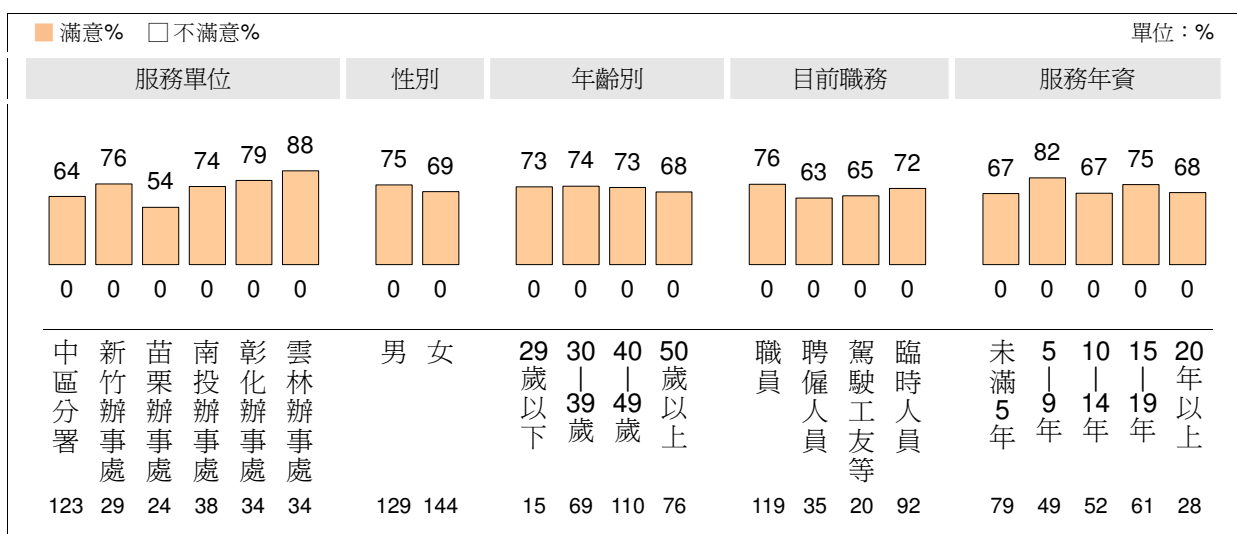 滿意% 不滿意% 單位：%
服務單位 性別 年齡別 目前職務 服務年資
64 76 54 74 79 88 75 69 73 74 73 68 76 63 65 72 67 82 67 75 68
0 0 0 0 0 0 0 0 0 0 0 0 0 0 0 0 0 0 0 0 0
中區分署
新竹辦事處
苗栗辦事處
南投辦事處
彰化辦事處
雲林辦事處
男
女
29歲以下
30|39歲
40|49歲
50歲以上
職員
聘僱人員
駕駛工友等
臨時人員
未滿5年
5|9年
10|14年
15|19年
20年以上
123 29 24 38 34 34 129 144 15 69 110 76 119 35 20 92 79 49 52 61 28